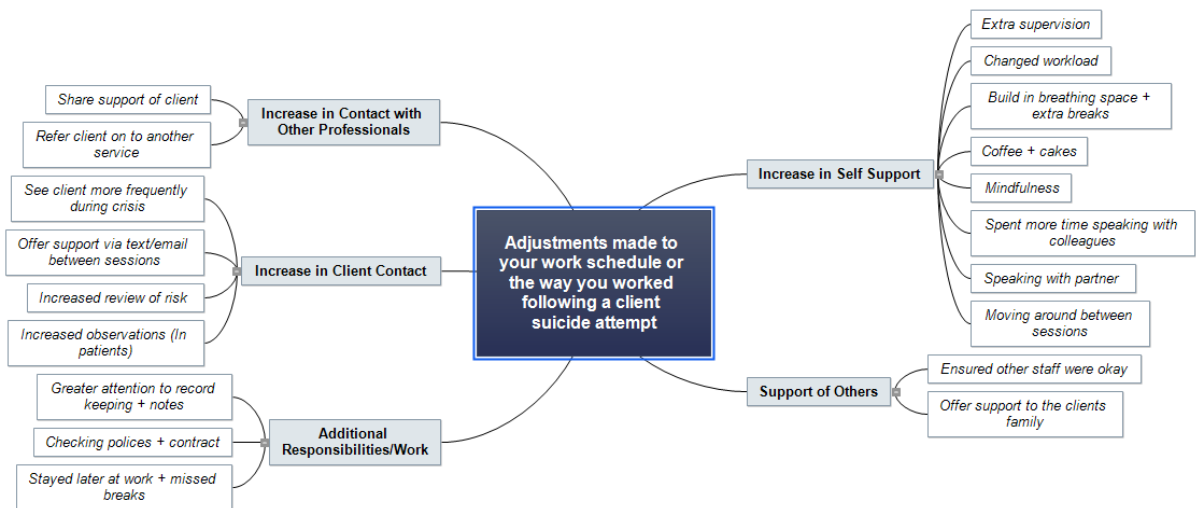 Adjustments made to
your work schedule or
the way you worked
following a client
suicide attempt
Increase in Contact with
Other Professionals
Share support of client
Refer client on to another
service
Increase in Client Contact
See client more frequently
during crisis
Offer support via text/email
between sessions
Increased review of risk
Increased observations (In
patients)
Additional
Responsibilities/Work
Greater attention to record
keeping + notes
Checking polices + contract
Stayed later at work + missed
breaks
Increase in Self Support
Extra supervision
Changed workload
Build in breathing space +
extra breaks
Coffee + cakes
Mindfulness
Spent more time speaking with
colleagues
Speaking with partner
Moving around between
sessions
Support of Others
Ensured other staff were okay
Offer support to the clients
family